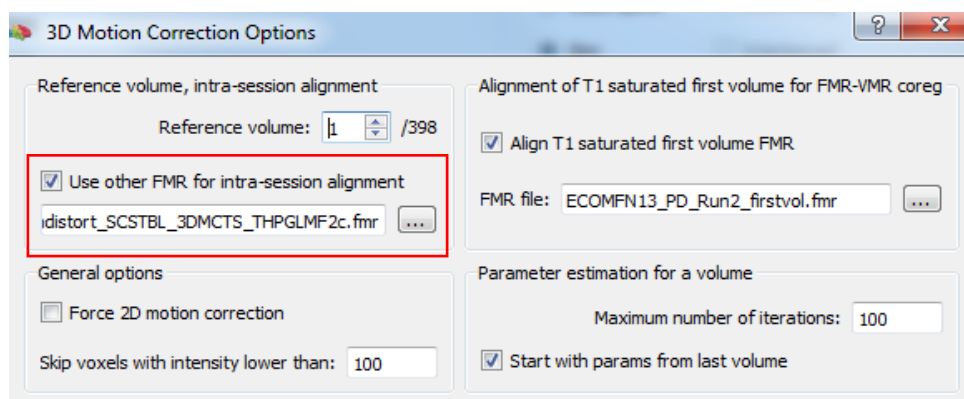 3D Motion Correction Options
Reference volume, intra-session alignment
Reference volume: 1 /398
Use other FMR for intra-session alignment
ndistort_SCSTBL_3DMCTS_THPGLMF2c.fmr ...
General options
Force 2D motion correction
Skip voxels with intensity lower than: 100
Alignment of T1 saturated first volume for FMR-VMR coreg
Align T1 saturated first volume FMR
FMR file: ECOMFN13_PD_Run2_firstvol.fmr ...
Parameter estimation for a volume
Maximum number of iterations: 100
Start with params from last volume